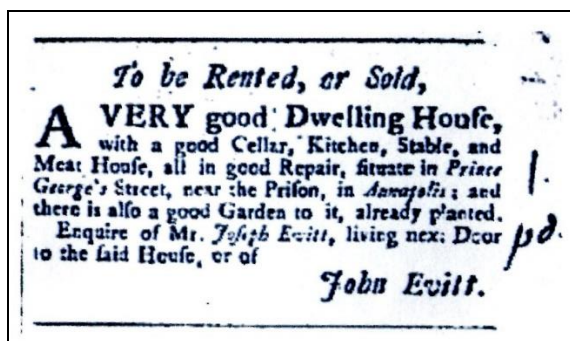 To be Rented, or Sold,
A VERY good Dwelling Houſe,
with a good Cellar, Kitchen, Stable, and
Meat Houſe, all in good Repair, ſituate in Prince
George's Street, near the Priſon, in Annapolis; and
there is alſo a good Garden to it, already planted.
Enquire of Mr. Joſeph Evitt, living next Door
to the ſaid Houſe, or of
John Evitt.
1.
pd.